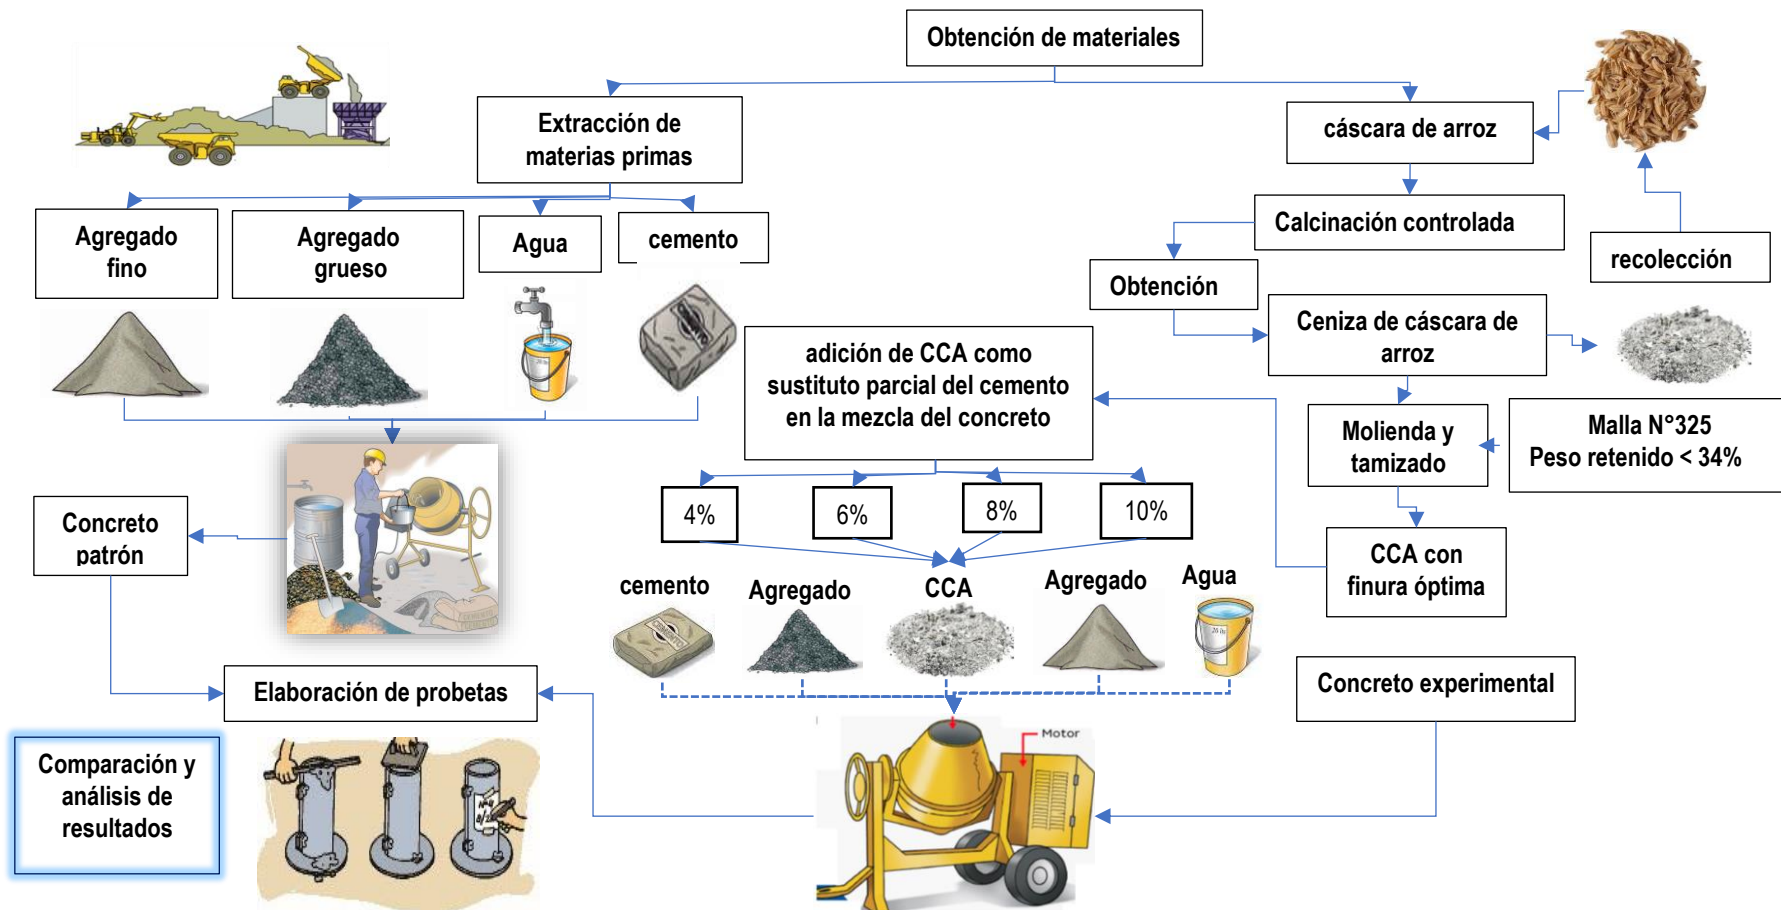 Obtención de materiales
Extracción de
materias primas
cáscara de arroz
Agregado
fino
Agregado
grueso
Agua
cemento
Calcinación controlada
recolección
Obtención
Ceniza de cáscara de
arroz
adición de CCA como
sustituto parcial del cemento
en la mezcla del concreto
Molienda y
tamizado
Malla N°325
Peso retenido < 34%
4%
6%
8%
10%
Concreto
patrón
CCA con
finura óptima
cemento
Agregado
CCA
Agregado
Agua
CEMENTO
Elaboración de probetas
Concreto experimental
Motor
Comparación y
análisis de
resultados